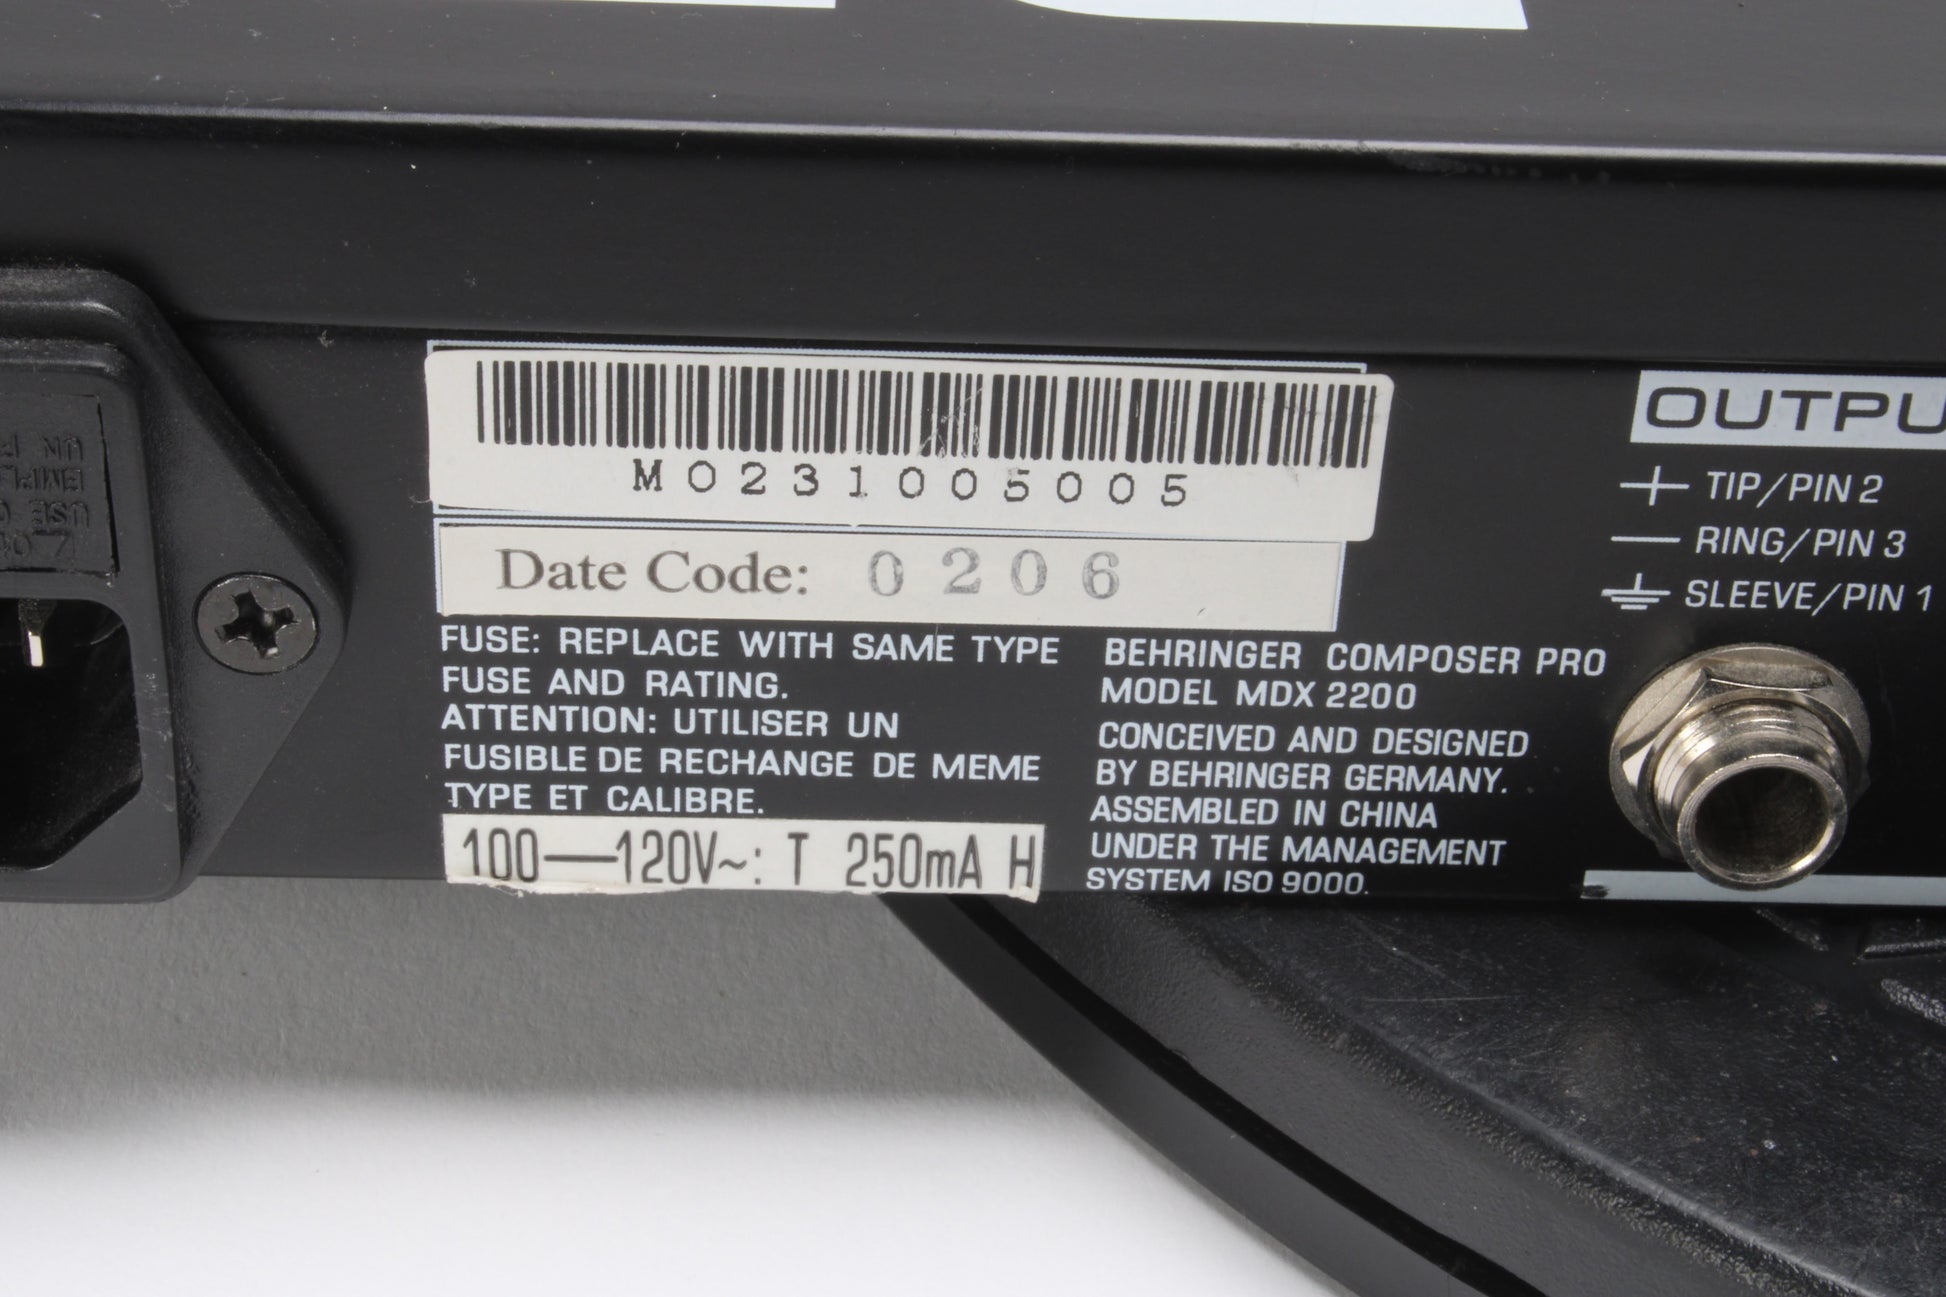 M0231005005
Date Code: 0206
FUSE: REPLACE WITH SAME TYPE
FUSE AND RATING.
ATTENTION: UTILISER UN
FUSIBLE DE RECHANGE DE MEME
TYPE ET CALIBRE.
100—120V~: T 250mA H
BEHRINGER COMPOSER PRO
MODEL MDX 2200
CONCEIVED AND DESIGNED
BY BEHRINGER GERMANY.
ASSEMBLED IN CHINA
UNDER THE MANAGEMENT
SYSTEM ISO 9000.
OUTPU
TIP/PIN 2
RING/PIN 3
SLEEVE/PIN 1